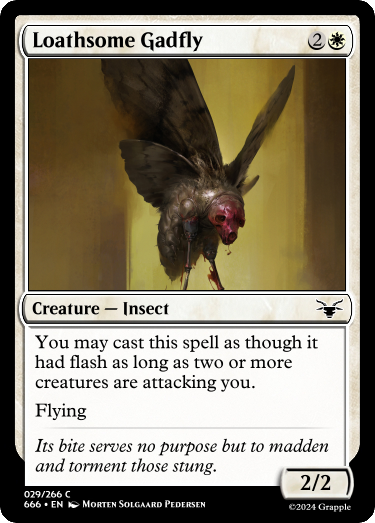 Loathsome Gadfly 2
Creature — Insect
You may cast this spell as though it
had flash as long as two or more
creatures are attacking you.
Flying
Its bite serves no purpose but to madden
and torment those stung.
2/2
029/266 C
666 • EN Morten Solgaard Pedersen
©2024 Grapple